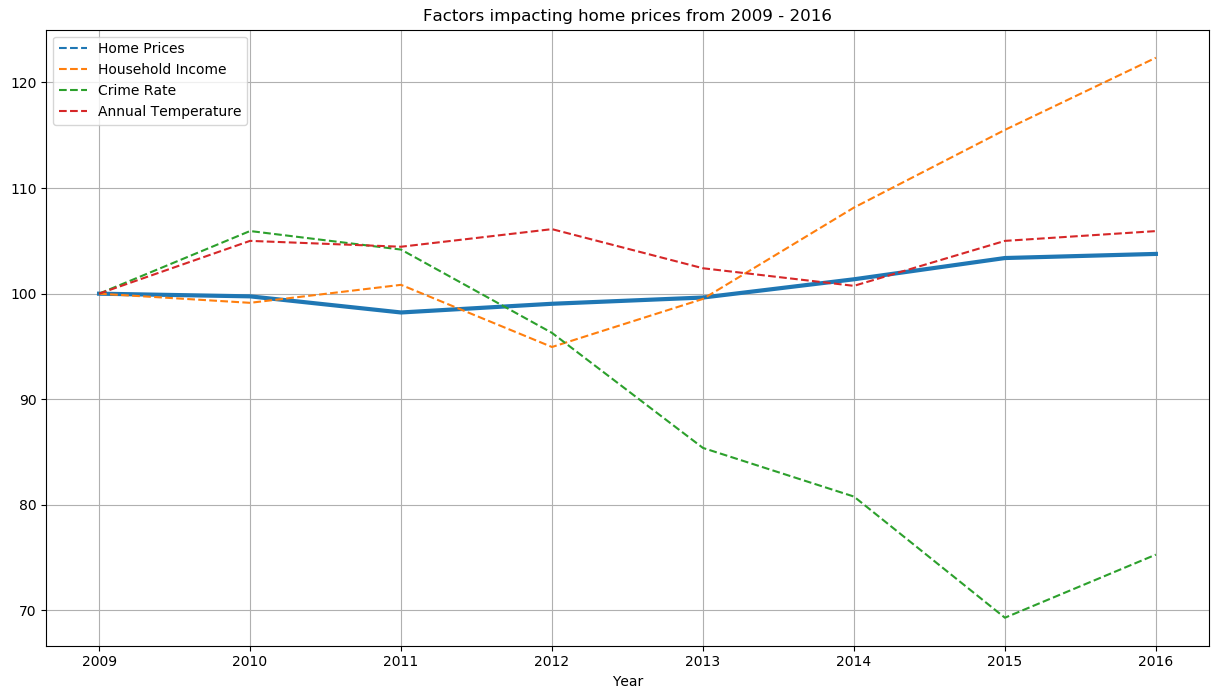 Factors impacting home prices from 2009 - 2016
Home Prices
Household Income
Crime Rate
Annual Temperature
120
110
100
90
80
70
2009 2010 2011 2012 2013 2014 2015 2016
Year